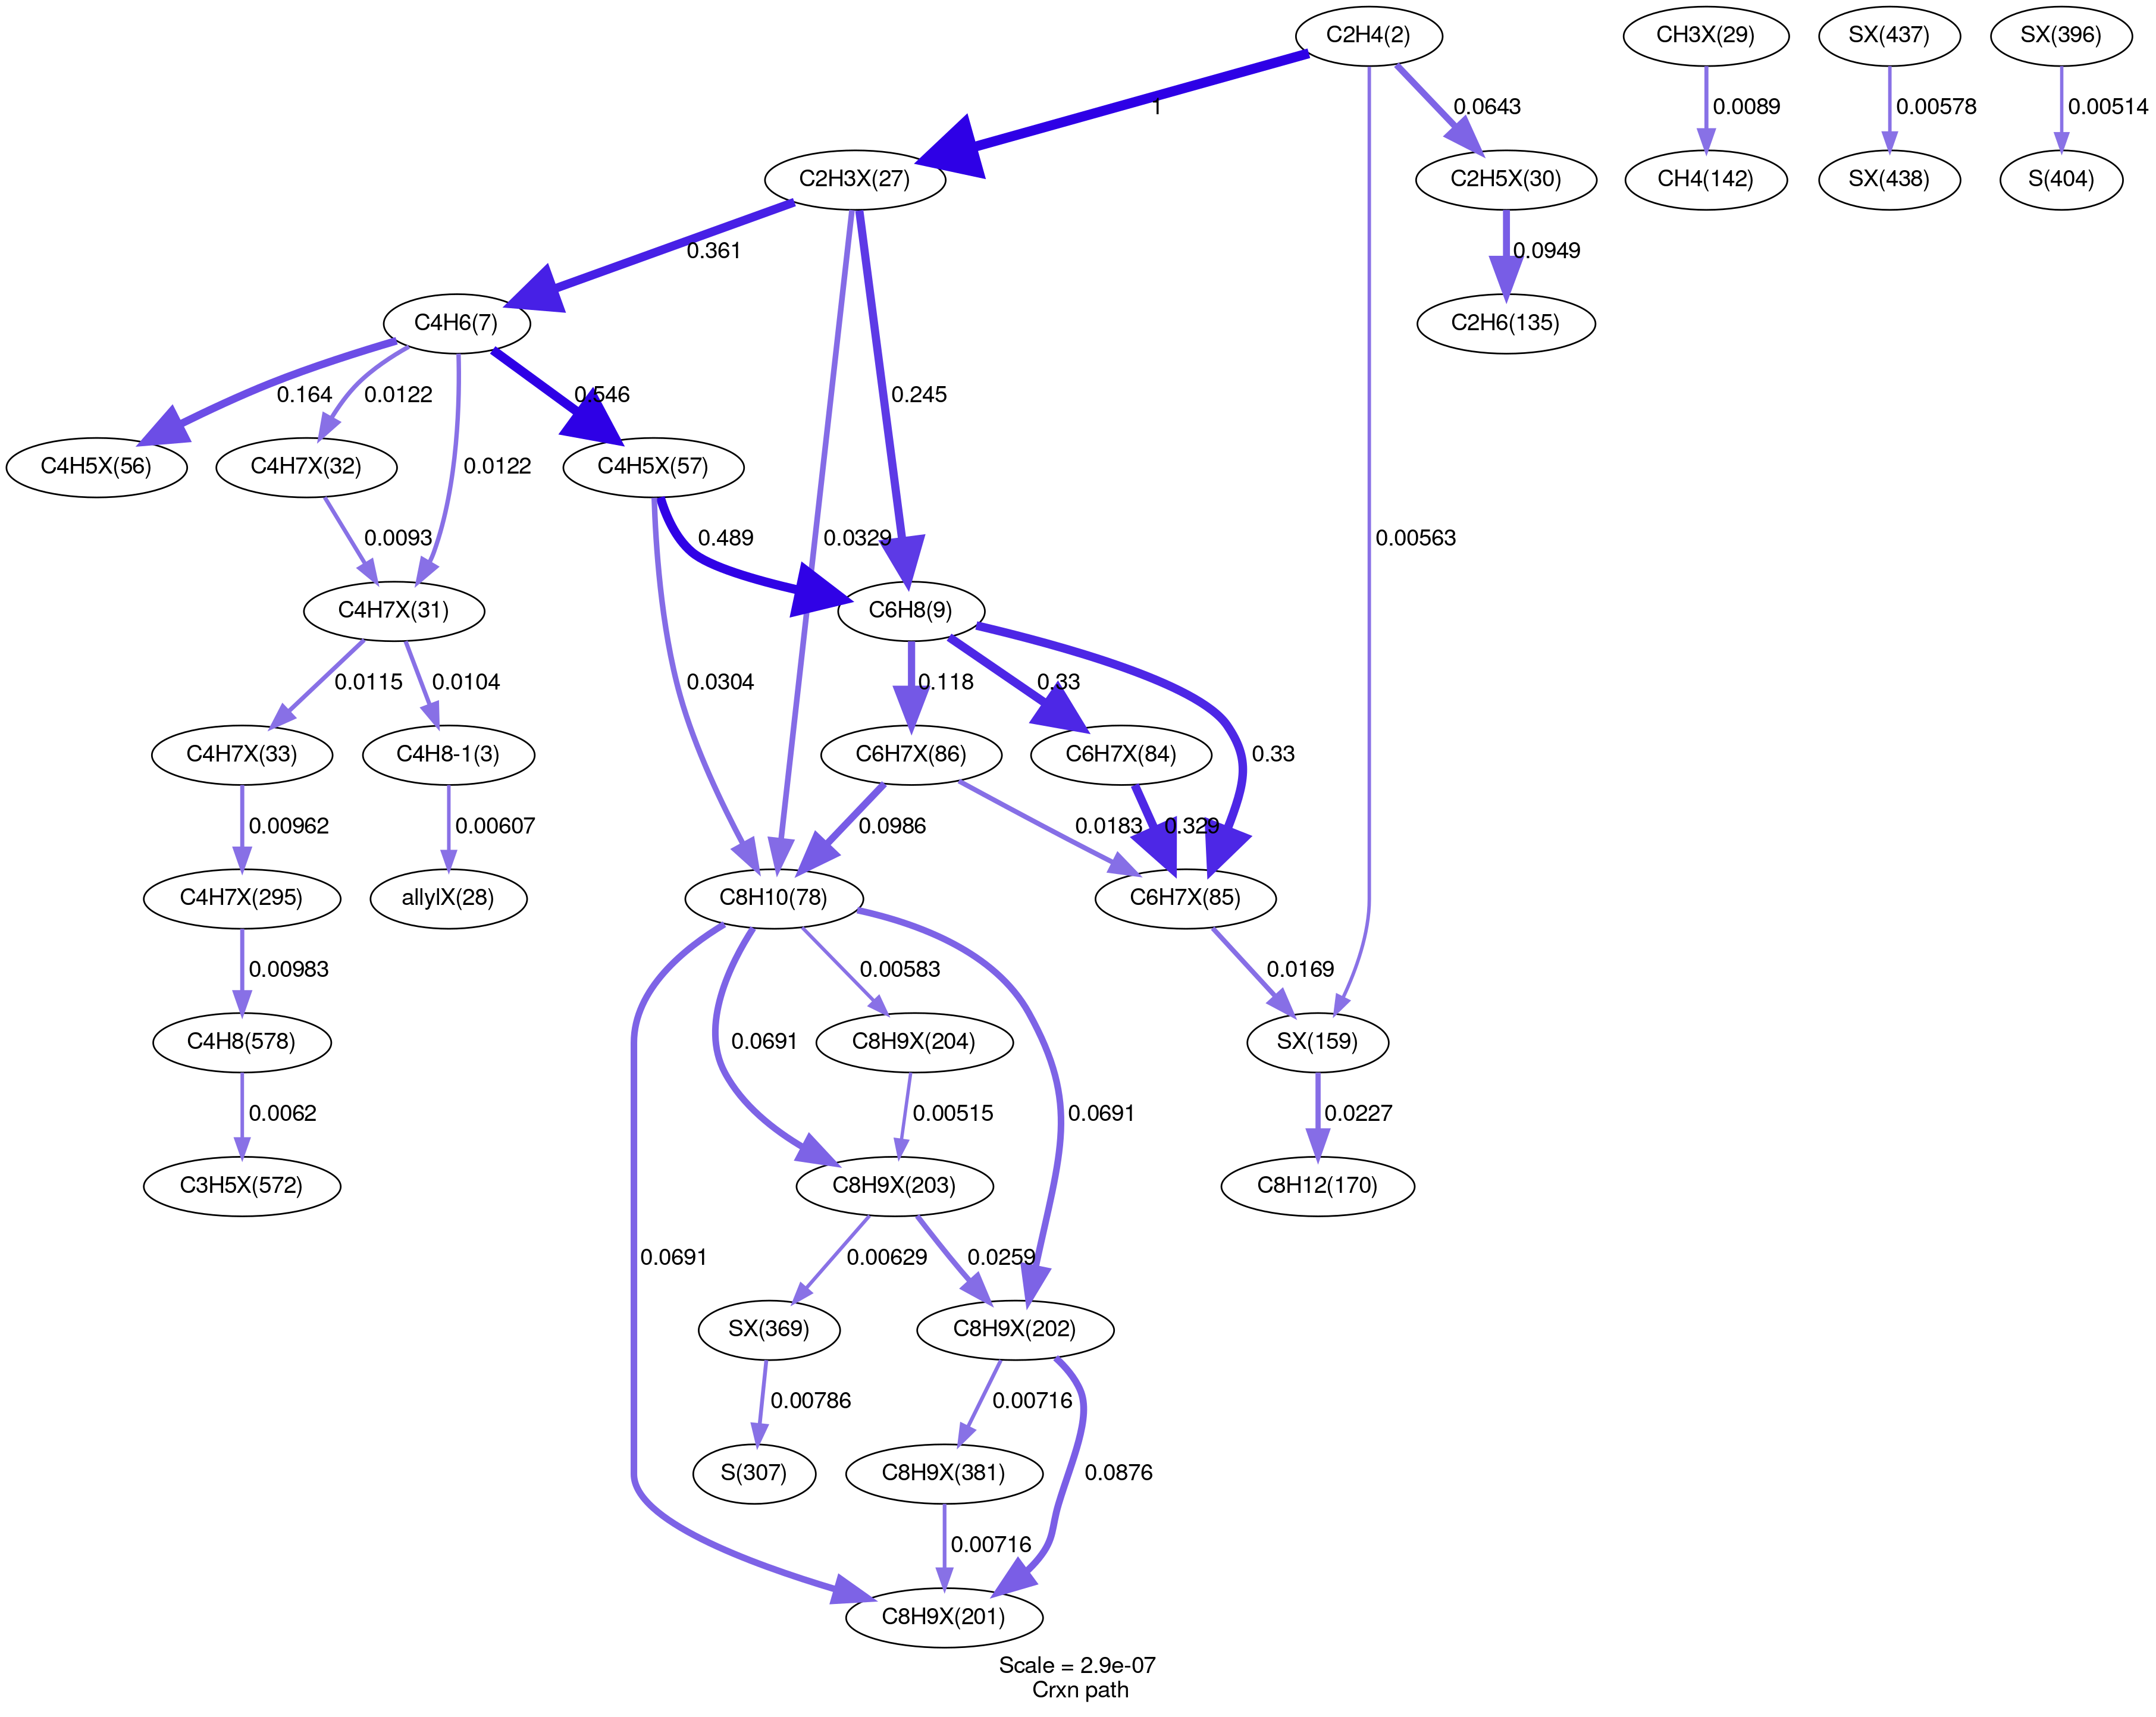 C2H4(2)
CH3X(29)
SX(437)
SX(396)
1
0.0643
0.0089
0.00578
0.00514
C2H3X(27)
C2H5X(30)
CH4(142)
SX(438)
S(404)
0.361
0.0949
C4H6(7)
C2H6(135)
0.164
0.0122
0.546
0.245
C4H5X(56)
C4H7X(32)
0.0122
C4H5X(57)
0.0093
0.489
0.0329
0.00563
C4H7X(31)
C6H8(9)
0.0115
0.0104
0.0304
0.118
0.33
C4H7X(33)
C4H8-1(3)
C6H7X(86)
C6H7X(84)
0.33
0.00962
0.00607
0.0986
0.0183
0.329
C4H7X(295)
allylX(28)
C8H10(78)
C6H7X(85)
0.00983
0.00583
0.0169
C4H8(578)
0.0691
C8H9X(204)
SX(159)
0.0062
0.00515
0.0691
0.0227
C3H5X(572)
C8H9X(203)
C8H12(170)
0.0691
0.00629
0.0259
SX(369)
C8H9X(202)
0.00786
0.00716
S(307)
C8H9X(381)
0.0876
0.00716
C8H9X(201)
Scale = 2.9e-07
Crxn path